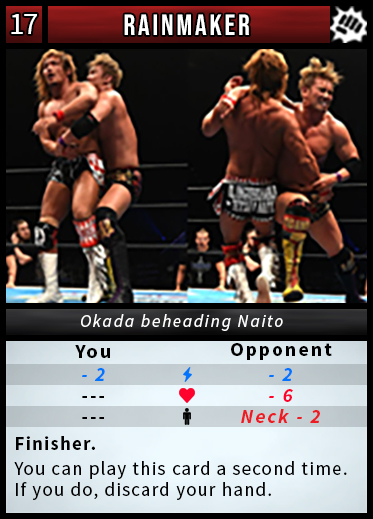 17 RAINMAKER
Okada beheading Naito
You Opponent
- 2 - 2
--- - 6
--- Neck - 2
Finisher.
You can play this card a second time.
If you do, discard your hand.